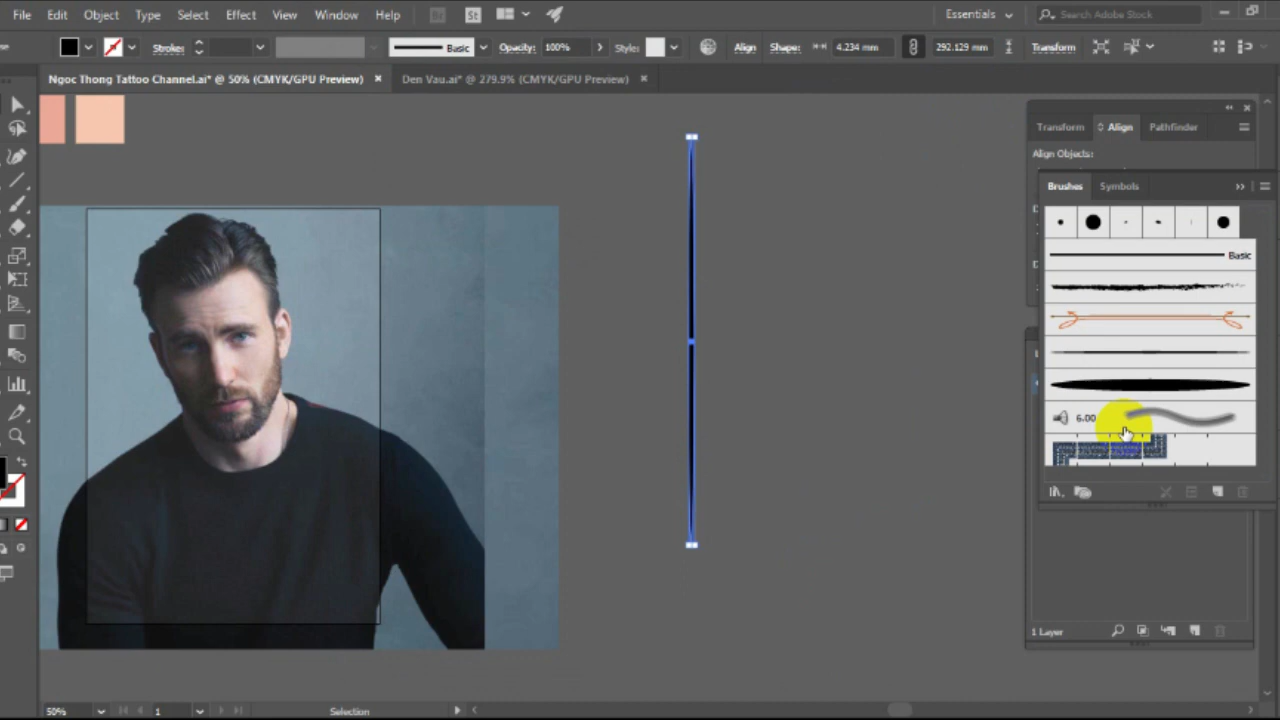 File Edit Object Type Select Effect View Window Help Br St Essentials Search Adobe Stock
Stroke: Basic Opacity: 100% Style: Align Shape: 4.234 mm 292.129 mm Transform
Ngoc Thong Tattoo Channel.ai* @ 50% (CMYK/GPU Preview) × Den Vau.ai* @ 279.9% (CMYK/GPU Preview) ×
Transform Align Pathfinder
Align Objects:
Brushes Symbols
Basic
6.00
1 Layer
50% 1 Selection